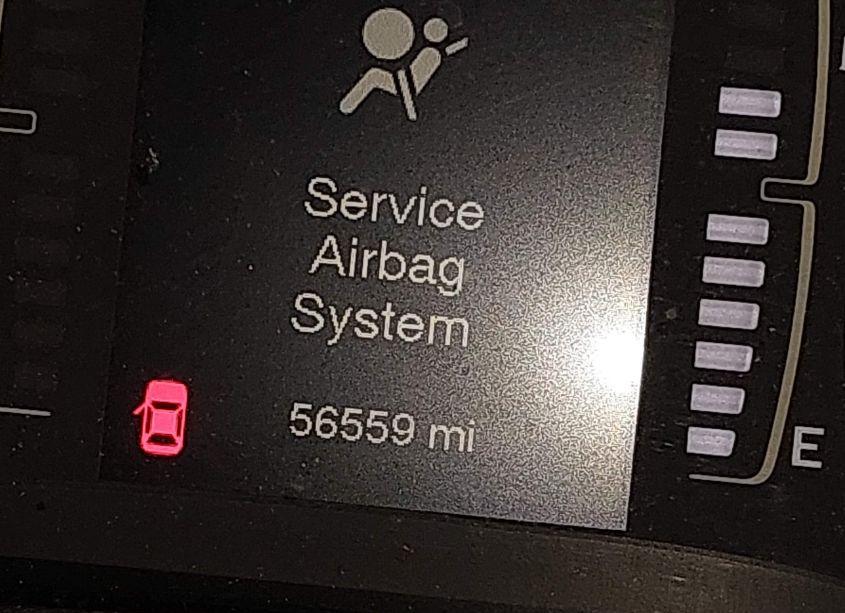 Service
Airbag
System
56559 mi
E